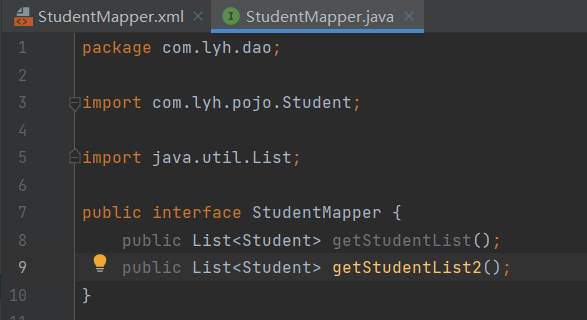 StudentMapper.xml StudentMapper.java
1 package com.lyh.dao;
2
3 import com.lyh.pojo.Student;
4
5 import java.util.List;
6
7 public interface StudentMapper {
8 public List<Student> getStudentList();
9 public List<Student> getStudentList2();
10 }
11